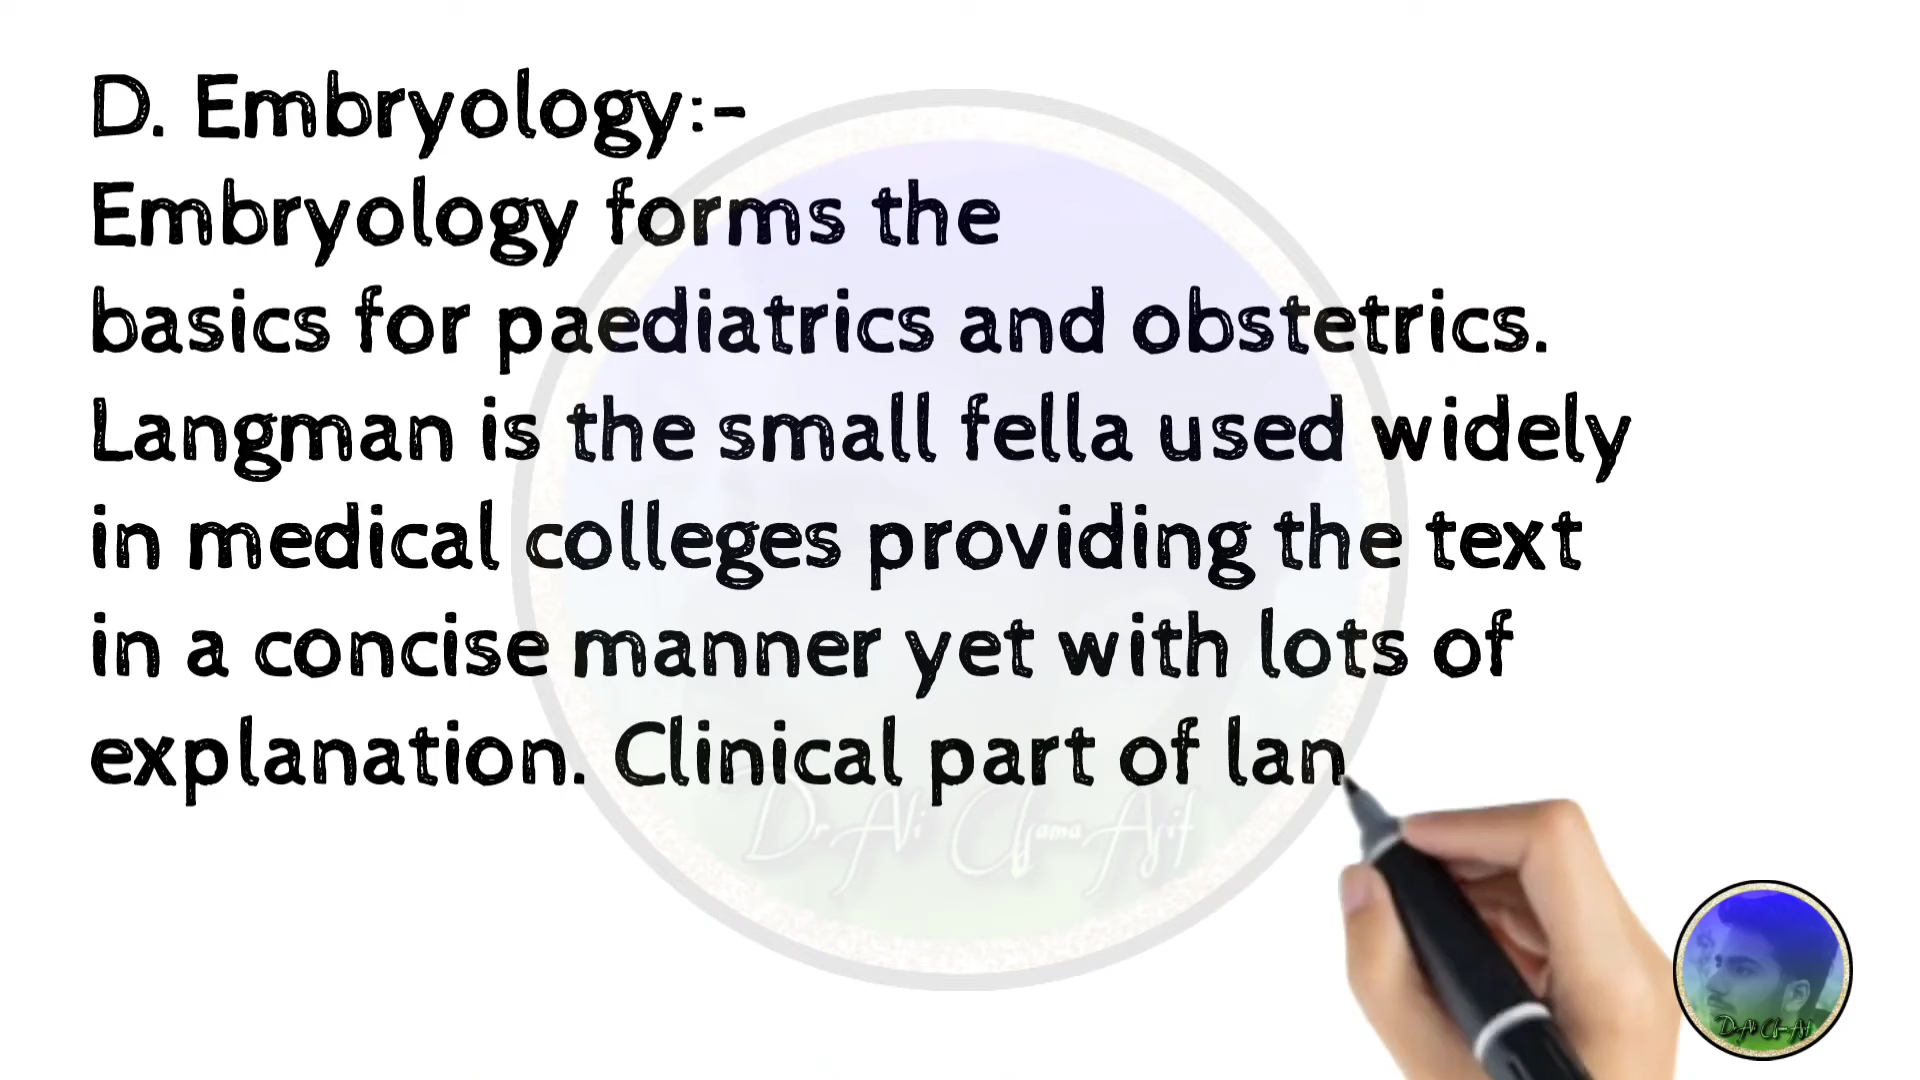 D. Embryology:-
Embryology forms the
basics for paediatrics and obstetrics.
Langman is the small fella used widely
in medical colleges providing the text
in a concise manner yet with lots of
explanation. Clinical part of lan